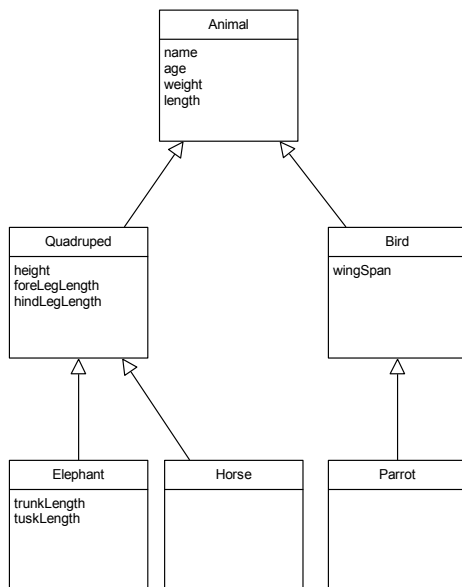 Animal
name
age
weight
length
Quadruped
height
foreLegLength
hindLegLength
Bird
wingSpan
Elephant
trunkLength
tuskLength
Horse
Parrot